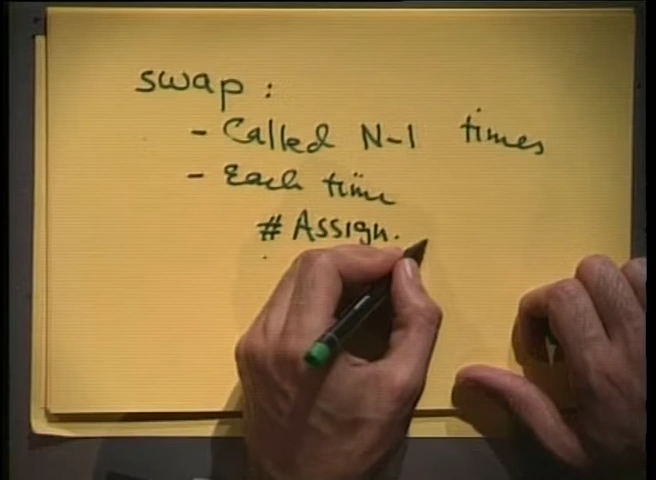 swap :
- Called N-1 times
- Each time
# Assign.